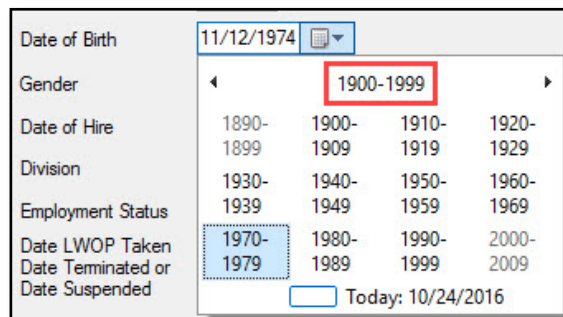 Date of Birth 11/12/1974
Gender
1900-1999
Date of Hire
1890- 1900- 1910- 1920-
1899 1909 1919 1929
Division
1930- 1940- 1950- 1960-
1939 1949 1959 1969
Employment Status
Date LWOP Taken
1970- 1980- 1990- 2000-
1979 1989 1999 2009
Date Terminated or
Date Suspended
Today: 10/24/2016